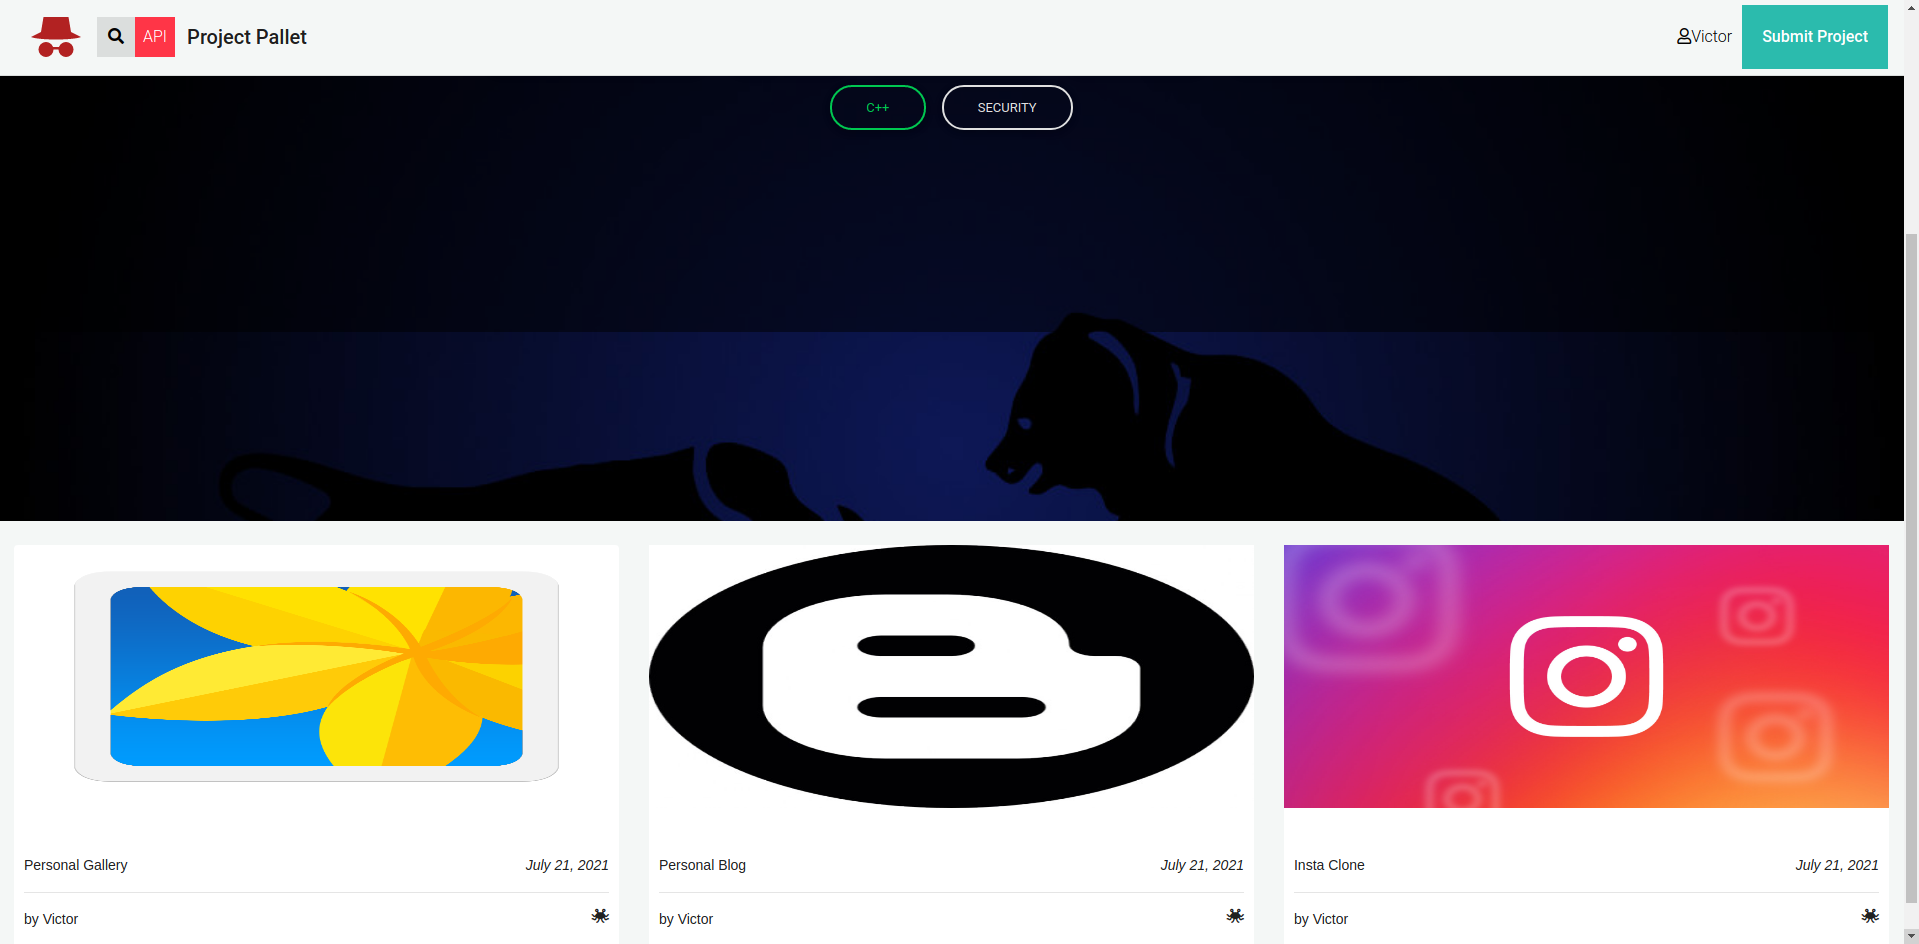 API Project Pallet Victor Submit Project
C++ SECURITY
Personal Gallery July 21, 2021
by Victor
Personal Blog July 21, 2021
by Victor
Insta Clone July 21, 2021
by Victor